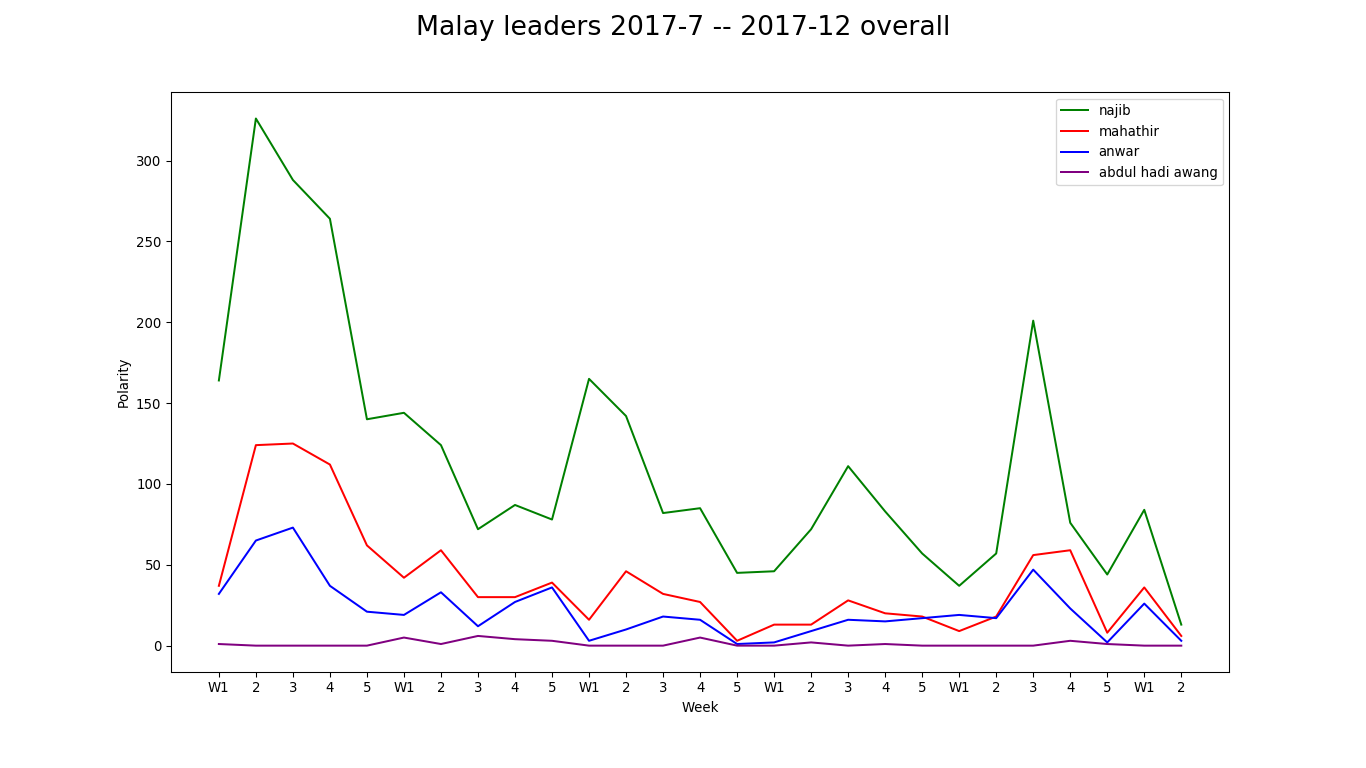 Malay leaders 2017-7 -- 2017-12 overall
najib
mahathir
anwar
abdul hadi awang
300
250
200
150
100
50
0
Polarity
W1 2 3 4 5 W1 2 3 4 5 W1 2 3 4 5 W1 2 3 4 5 W1 2 3 4 5 W1 2
Week